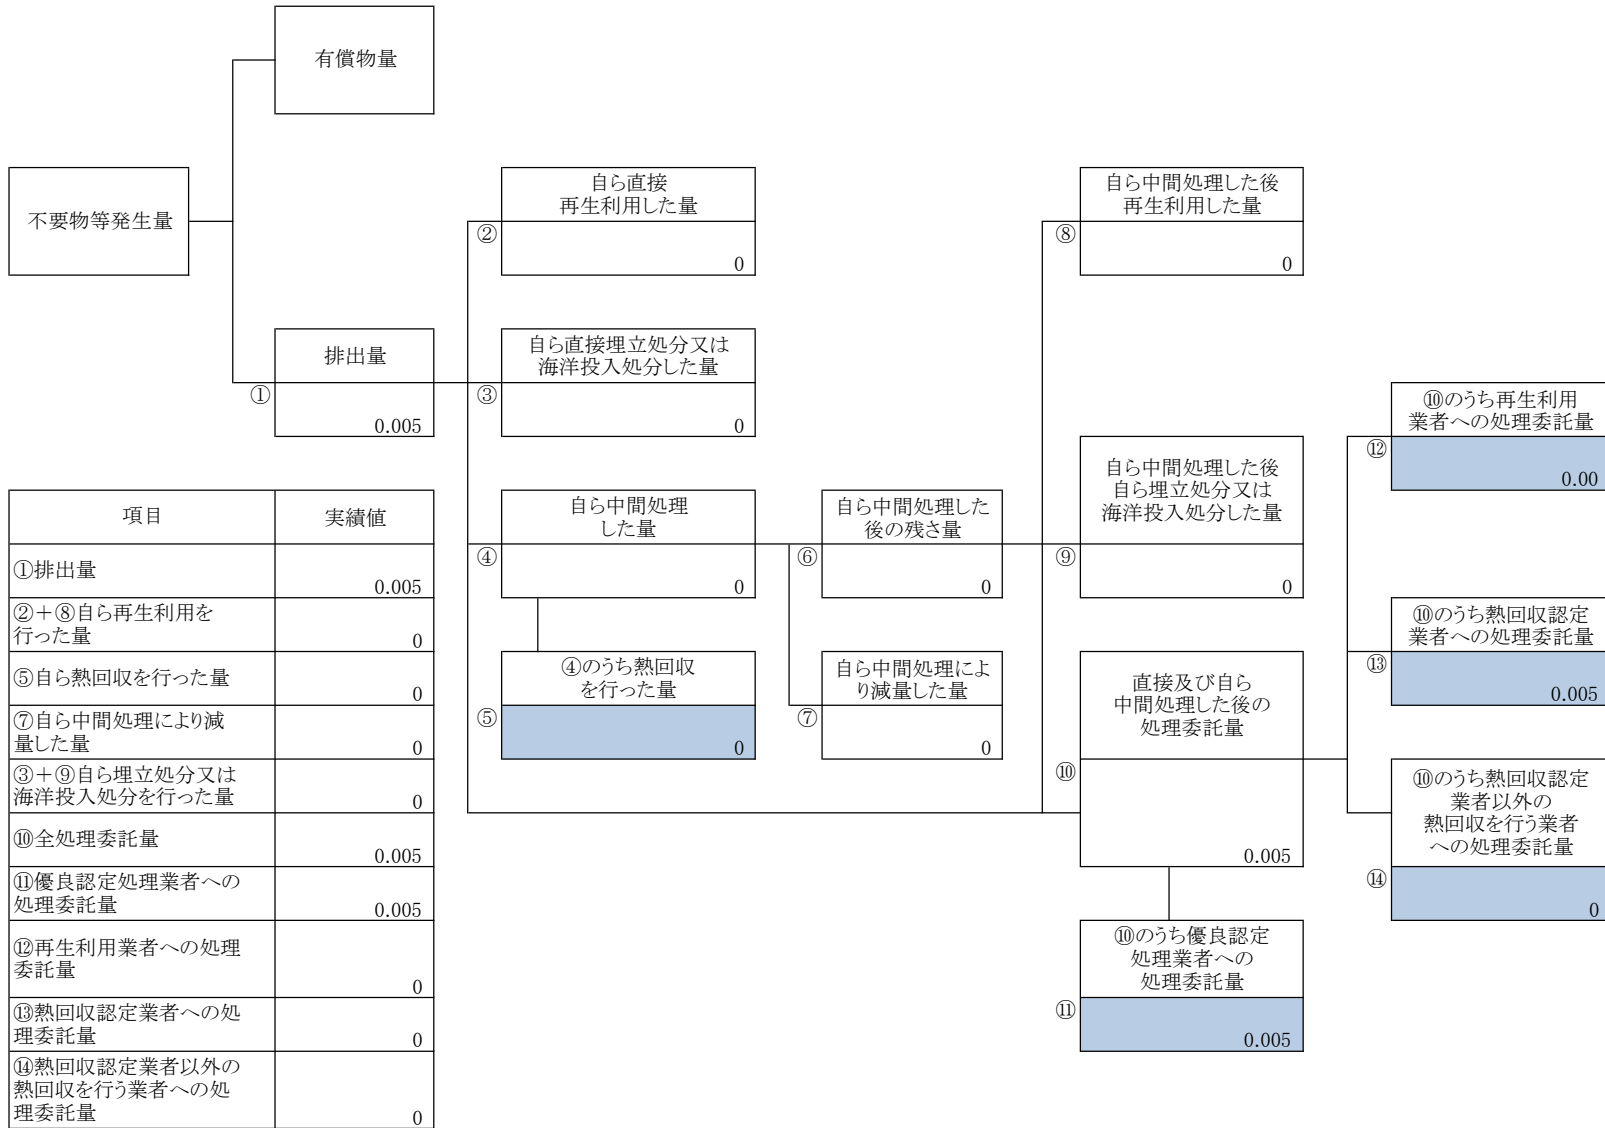 有償物量
不要物等発生量
自ら直接
再生利用した量
②
0
自ら中間処理した後
再生利用した量
⑧
0
排出量
①
0.005
自ら直接埋立処分又は
海洋投入処分した量
③
0
⑩のうち再生利用
業者への処理委託量
⑫
0.00
自ら中間処理
した量
④
0
自ら中間処理した
後の残さ量
⑥
0
自ら中間処理した後
自ら埋立処分又は
海洋投入処分した量
⑨
0
⑩のうち熱回収認定
業者への処理委託量
⑬
0.005
④のうち熱回収
を行った量
⑤
0
自ら中間処理によ
り減量した量
⑦
0
直接及び自ら
中間処理した後の
処理委託量
⑩
0.005
⑩のうち熱回収認定
業者以外の
熱回収を行う業者
への処理委託量
⑭
0
⑩のうち優良認定
処理業者への
処理委託量
⑪
0.005
項目 実績値
①排出量
0.005
②＋⑧自ら再生利用を
行った量 0
⑤自ら熱回収を行った量
0
⑦自ら中間処理により減
量した量 0
③＋⑨自ら埋立処分又は
海洋投入処分を行った量 0
⑩全処理委託量
0.005
⑪優良認定処理業者への
処理委託量 0.005
⑫再生利用業者への処理
委託量
0
⑬熱回収認定業者への処
理委託量 0
⑭熱回収認定業者以外の
熱回収を行う業者への処
理委託量 0